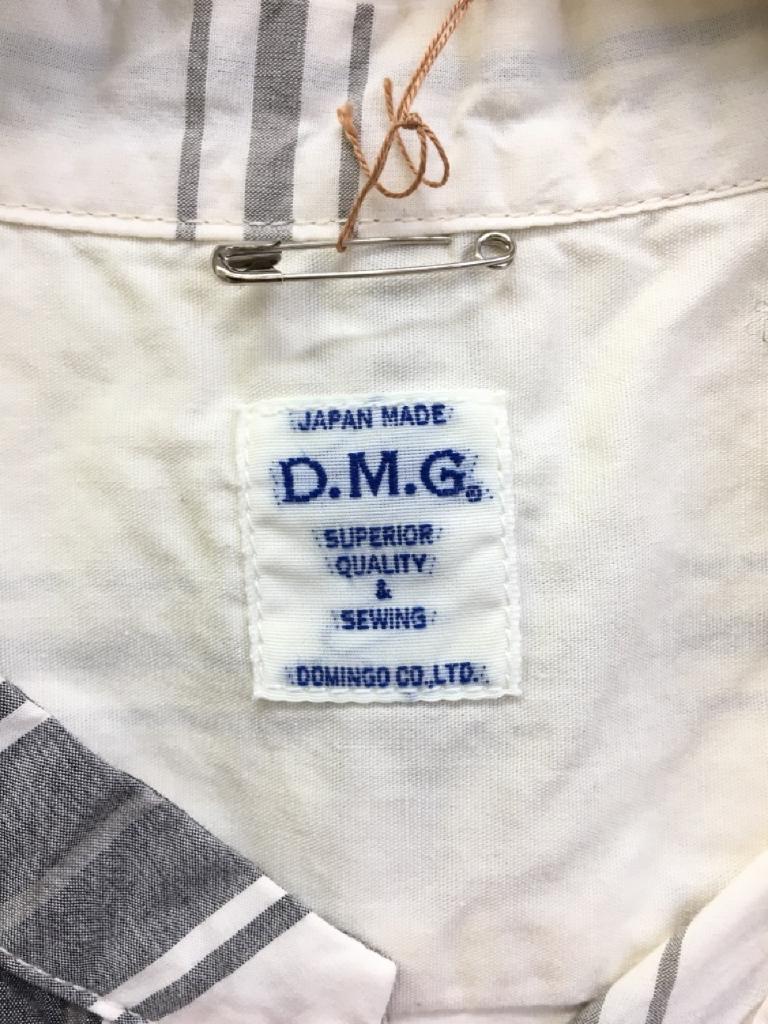 JAPAN MADE
D.M.G.®
SUPERIOR
QUALITY
&
SEWING
DOMINGO CO.,LTD.